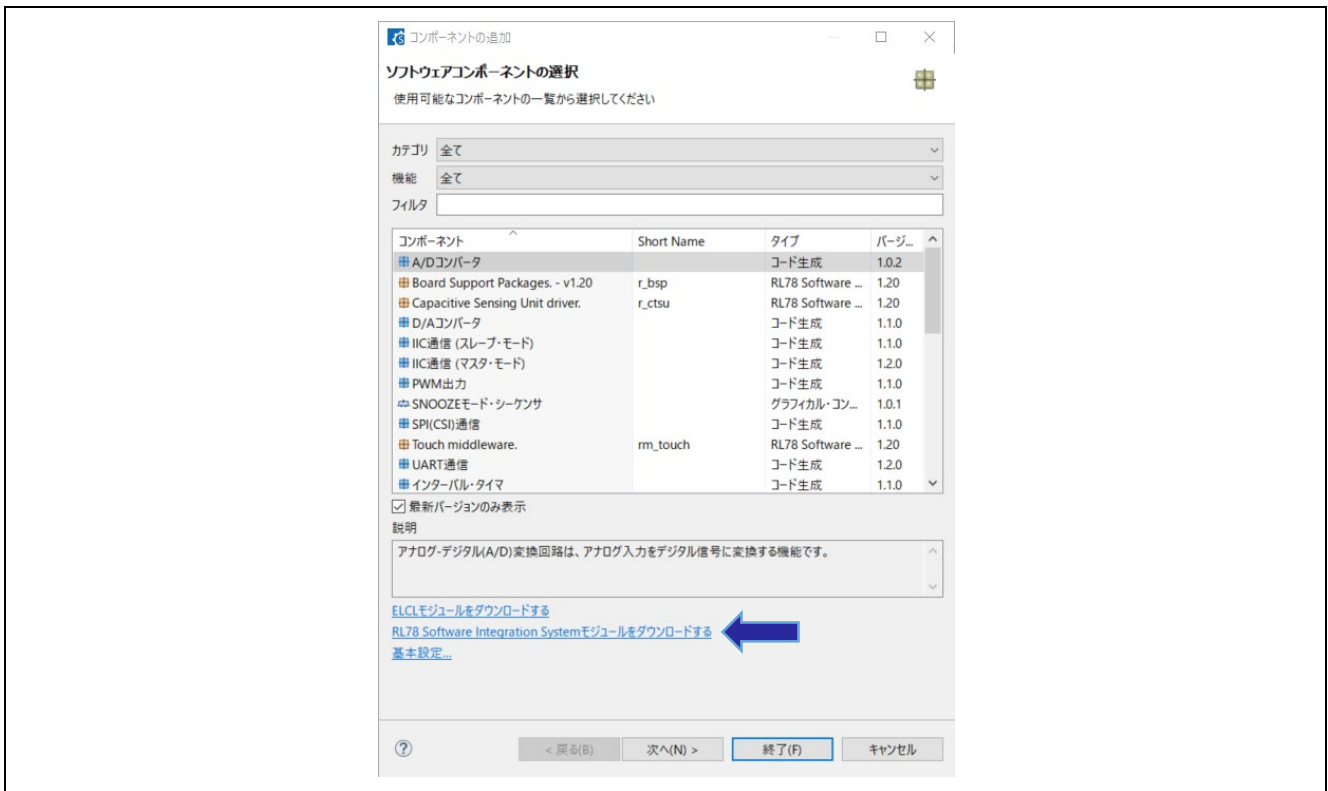 コンポーネントの追加
ソフトウェアコンポーネントの選択
使用可能なコンポーネントの一覧から選択してください
カテゴリ 全て
機能 全て
フィルタ
コンポーネント Short Name タイプ バージ...
A/Dコンバータ コード生成 1.0.2
Board Support Packages. - v1.20 r_bsp RL78 Software ... 1.20
Capacitive Sensing Unit driver. r_ctsu RL78 Software ... 1.20
D/Aコンバータ コード生成 1.1.0
IIC通信 (スレーブ・モード) コード生成 1.1.0
IIC通信 (マスタ・モード) コード生成 1.2.0
PWM出力 コード生成 1.1.0
SNOOZEモード・シーケンサ グラフィカル・コン... 1.0.1
SPI(CSI)通信 コード生成 1.1.0
Touch middleware. rm_touch RL78 Software ... 1.20
UART通信 コード生成 1.2.0
インターバル・タイマ コード生成 1.1.0
最新バージョンのみ表示
説明
アナログ-デジタル(A/D)変換回路は、アナログ入力をデジタル信号に変換する機能です。
ELCLモジュールをダウンロードする
RL78 Software Integration Systemモジュールをダウンロードする
基本設定...
? < 戻る(B) 次へ(N) > 終了(F) キャンセル